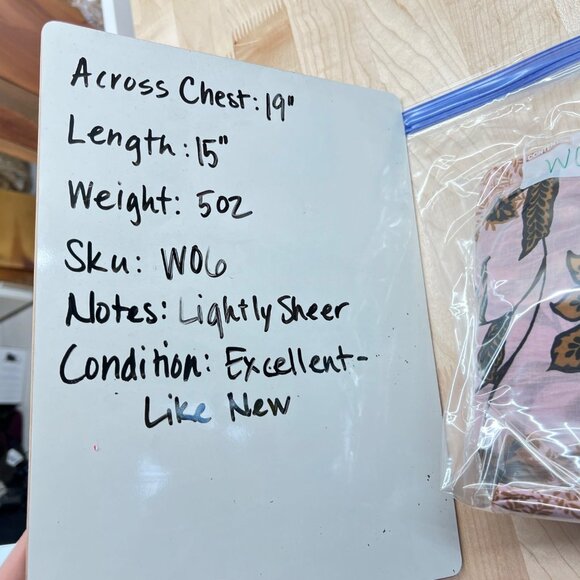 Across Chest: 19"
Length: 15"
Weight: 5oz
Sku: W06
Notes: Lightly Sheer
Condition: Excellent-
Like New